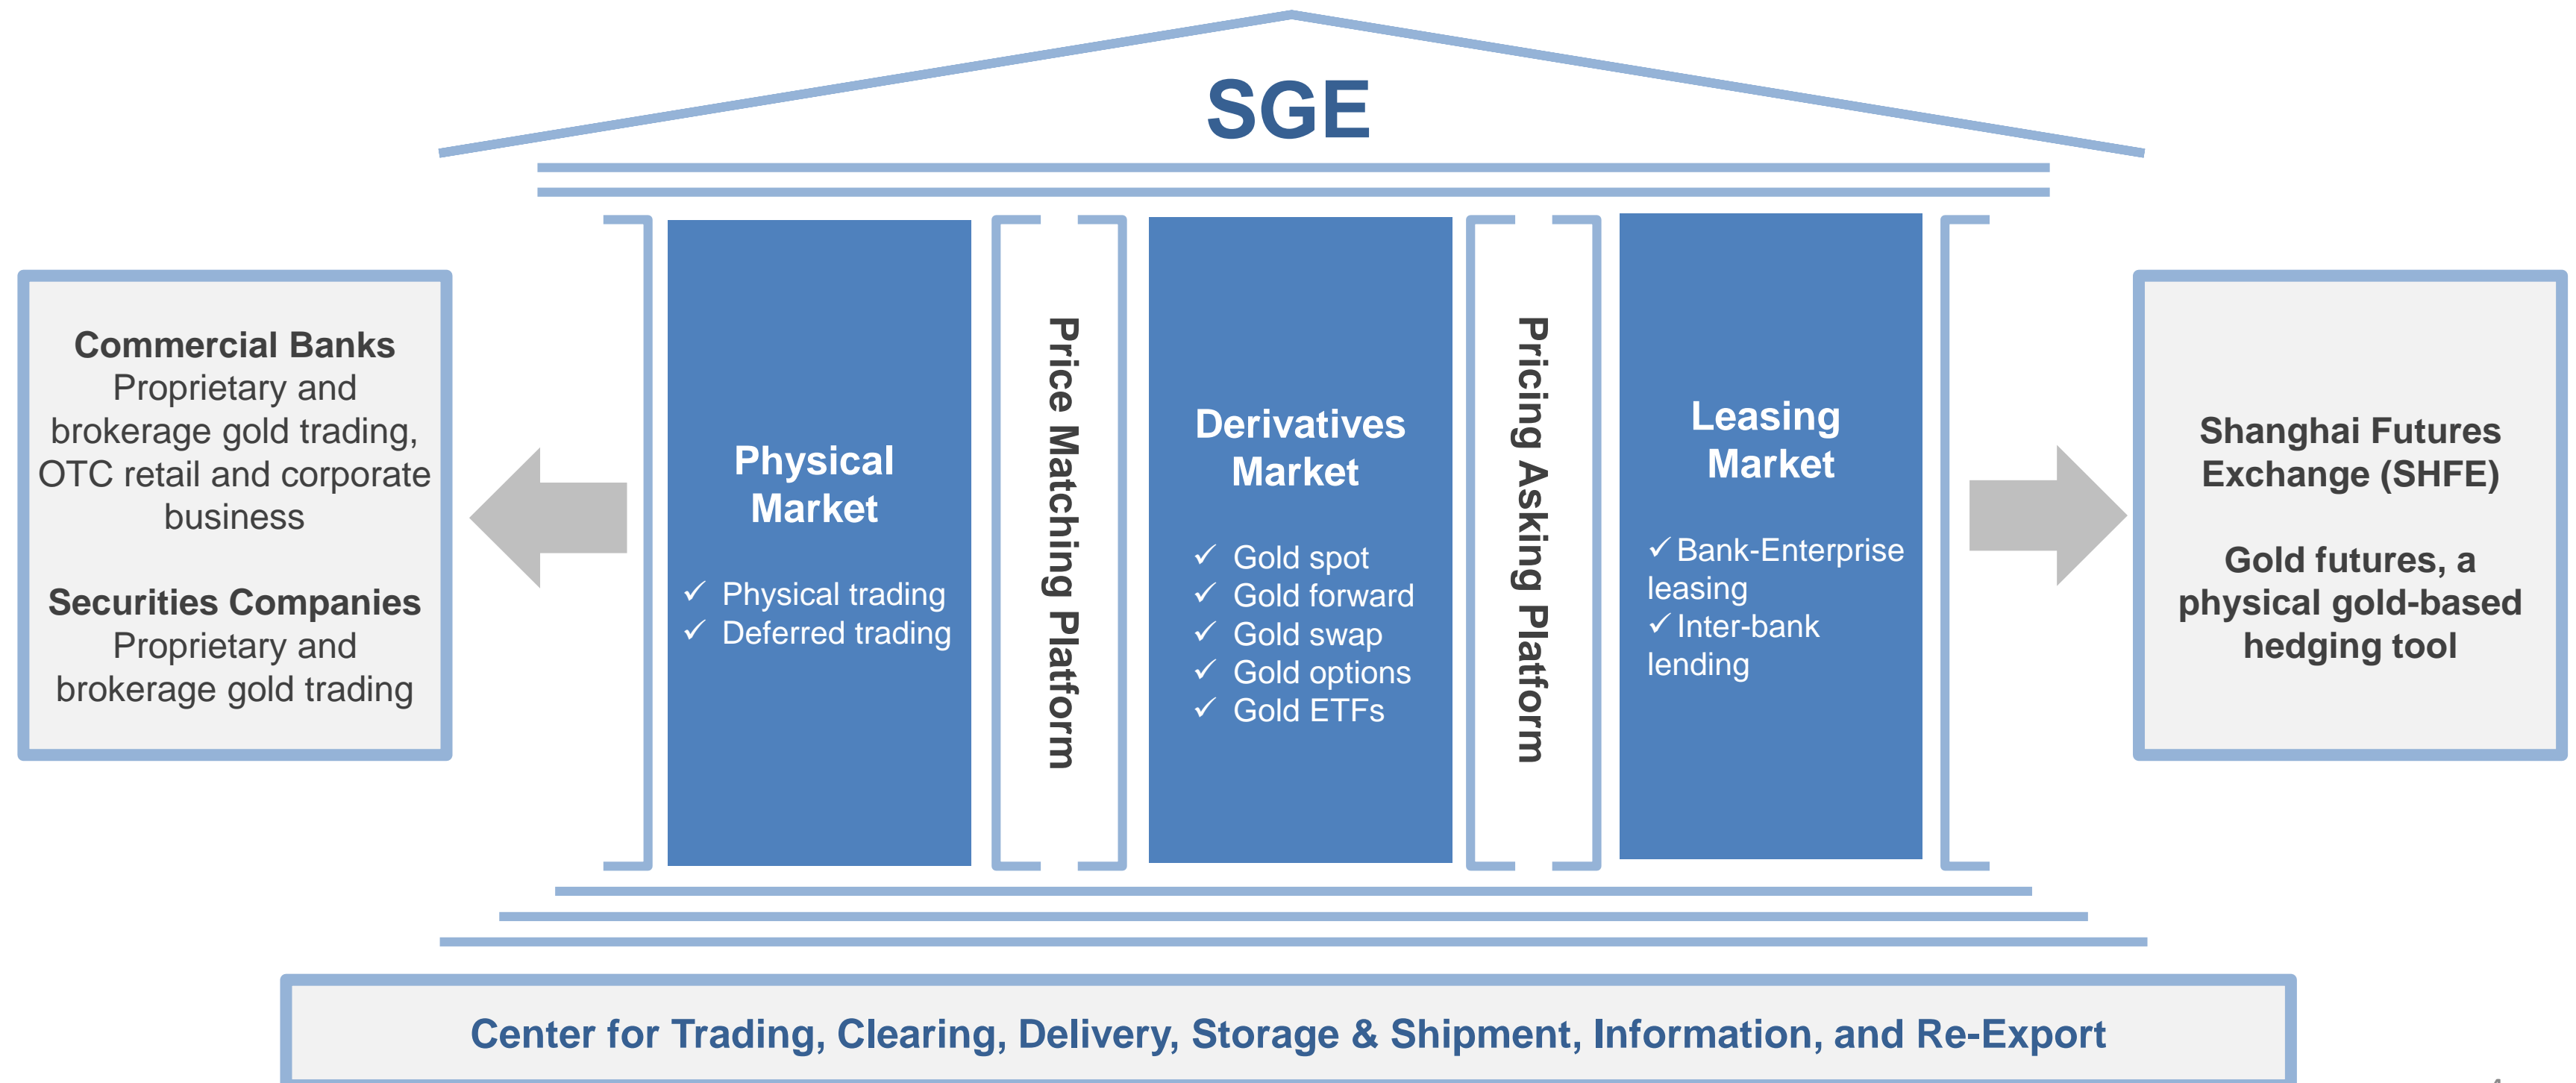 SGE
Commercial Banks
Proprietary and
brokerage gold trading,
OTC retail and corporate
business
Securities Companies
Proprietary and
brokerage gold trading
Physical
Market
✓ Physical trading
✓ Deferred trading
Price Matching Platform
Derivatives
Market
✓ Gold spot
✓ Gold forward
✓ Gold swap
✓ Gold options
✓ Gold ETFs
Pricing Asking Platform
Leasing
Market
✓ Bank-Enterprise
leasing
✓ Inter-bank
lending
Shanghai Futures
Exchange (SHFE)
Gold futures, a
physical gold-based
hedging tool
Center for Trading, Clearing, Delivery, Storage & Shipment, Information, and Re-Export